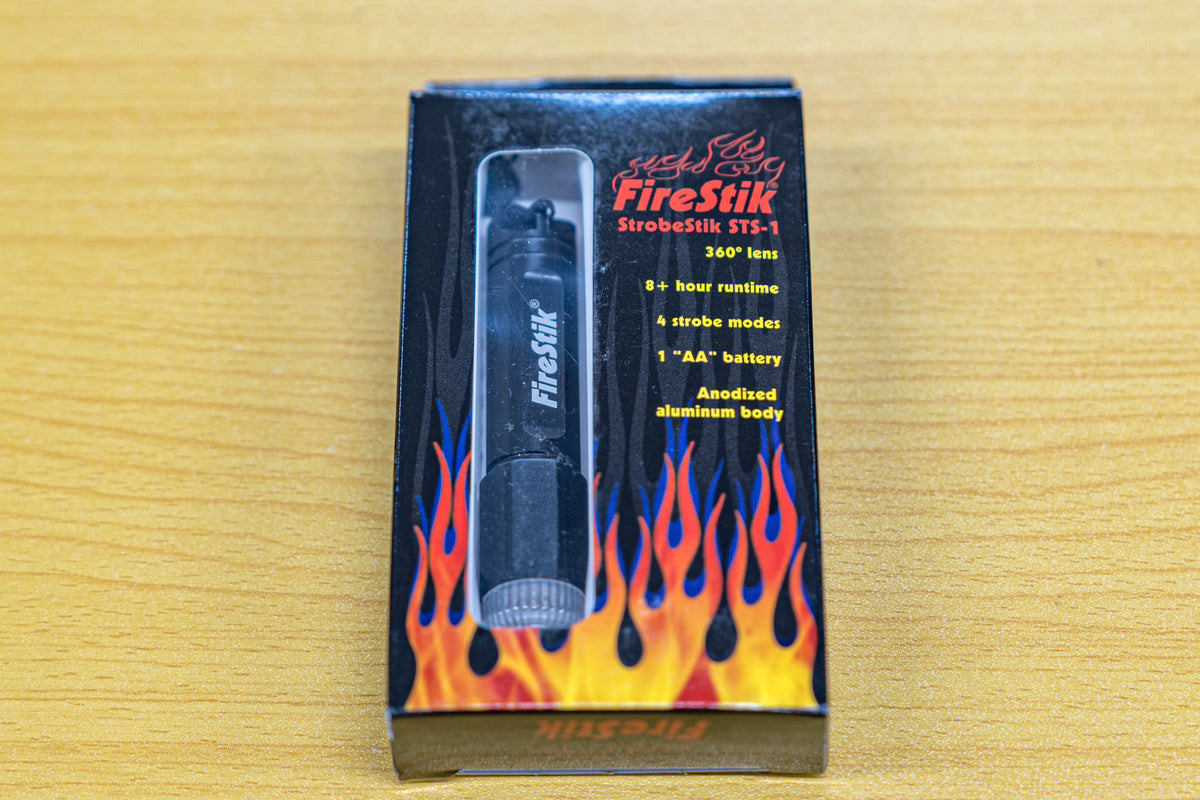 FireStik®
StrobeStik STS-1
360° lens
8+ hour runtime
4 strobe modes
1 "AA" battery
Anodized
aluminum body
FireStik®
FireStik